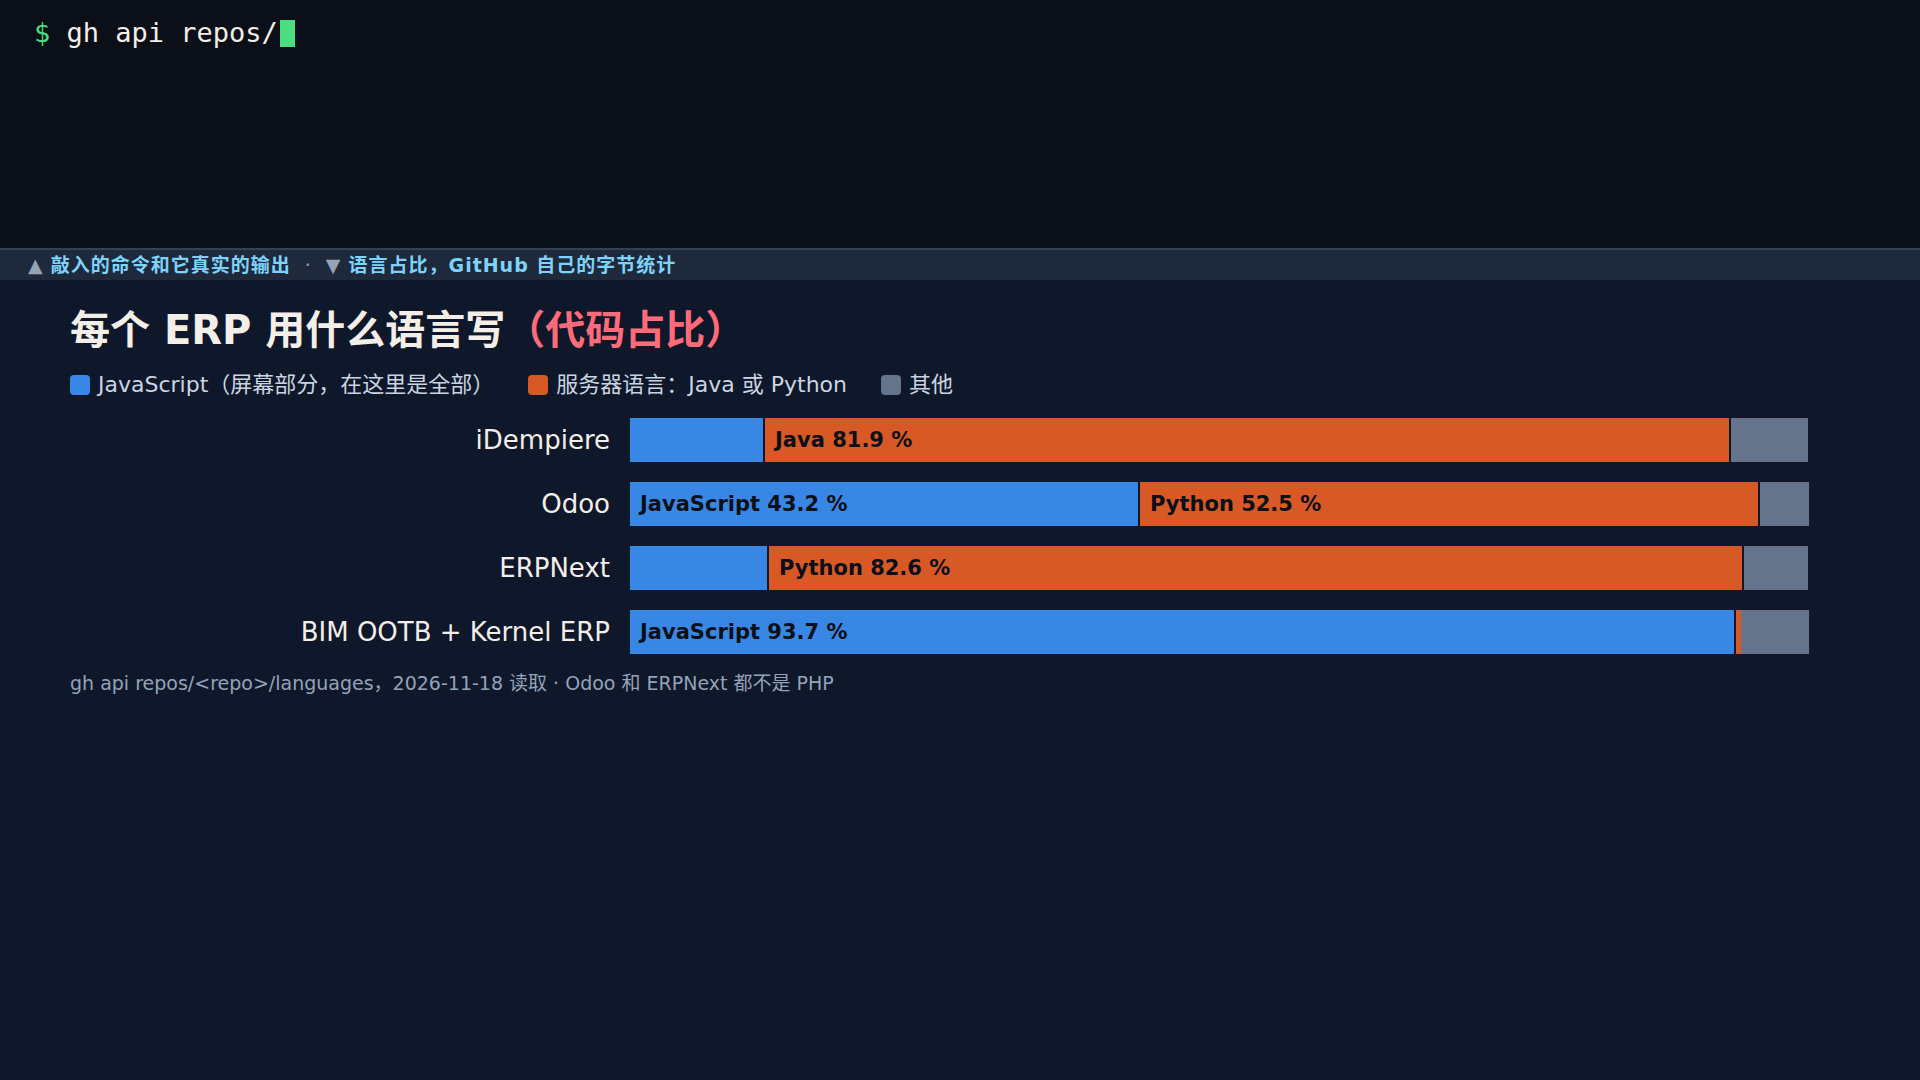 $ gh api repos/
▲ 敲入的命令和它真实的输出 · ▼ 语言占比，GitHub 自己的字节统计
每个 ERP 用什么语言写（代码占比）
JavaScript（屏幕部分，在这里是全部） 服务器语言：Java 或 Python 其他
iDempiere Java 81.9 %
Odoo JavaScript 43.2 % Python 52.5 %
ERPNext Python 82.6 %
BIM OOTB + Kernel ERP JavaScript 93.7 %
gh api repos/<repo>/languages，2026-11-18 读取 · Odoo 和 ERPNext 都不是 PHP